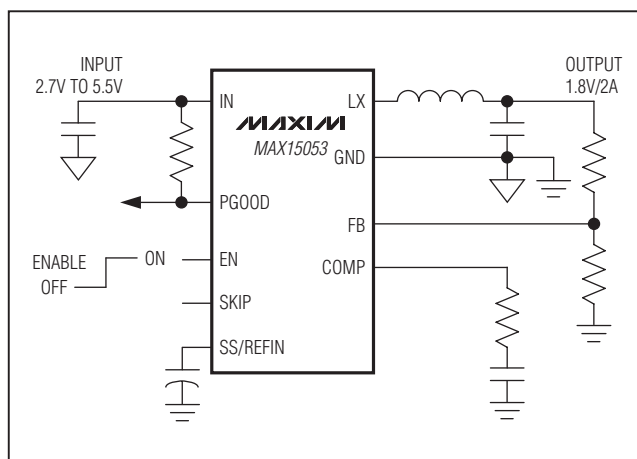 INPUT
2.7V TO 5.5V
IN
LX
OUTPUT
1.8V/2A
MAXIM
MAX15053
GND
PGOOD
FB
ENABLE
ON
OFF
EN
COMP
SKIP
SS/REFIN